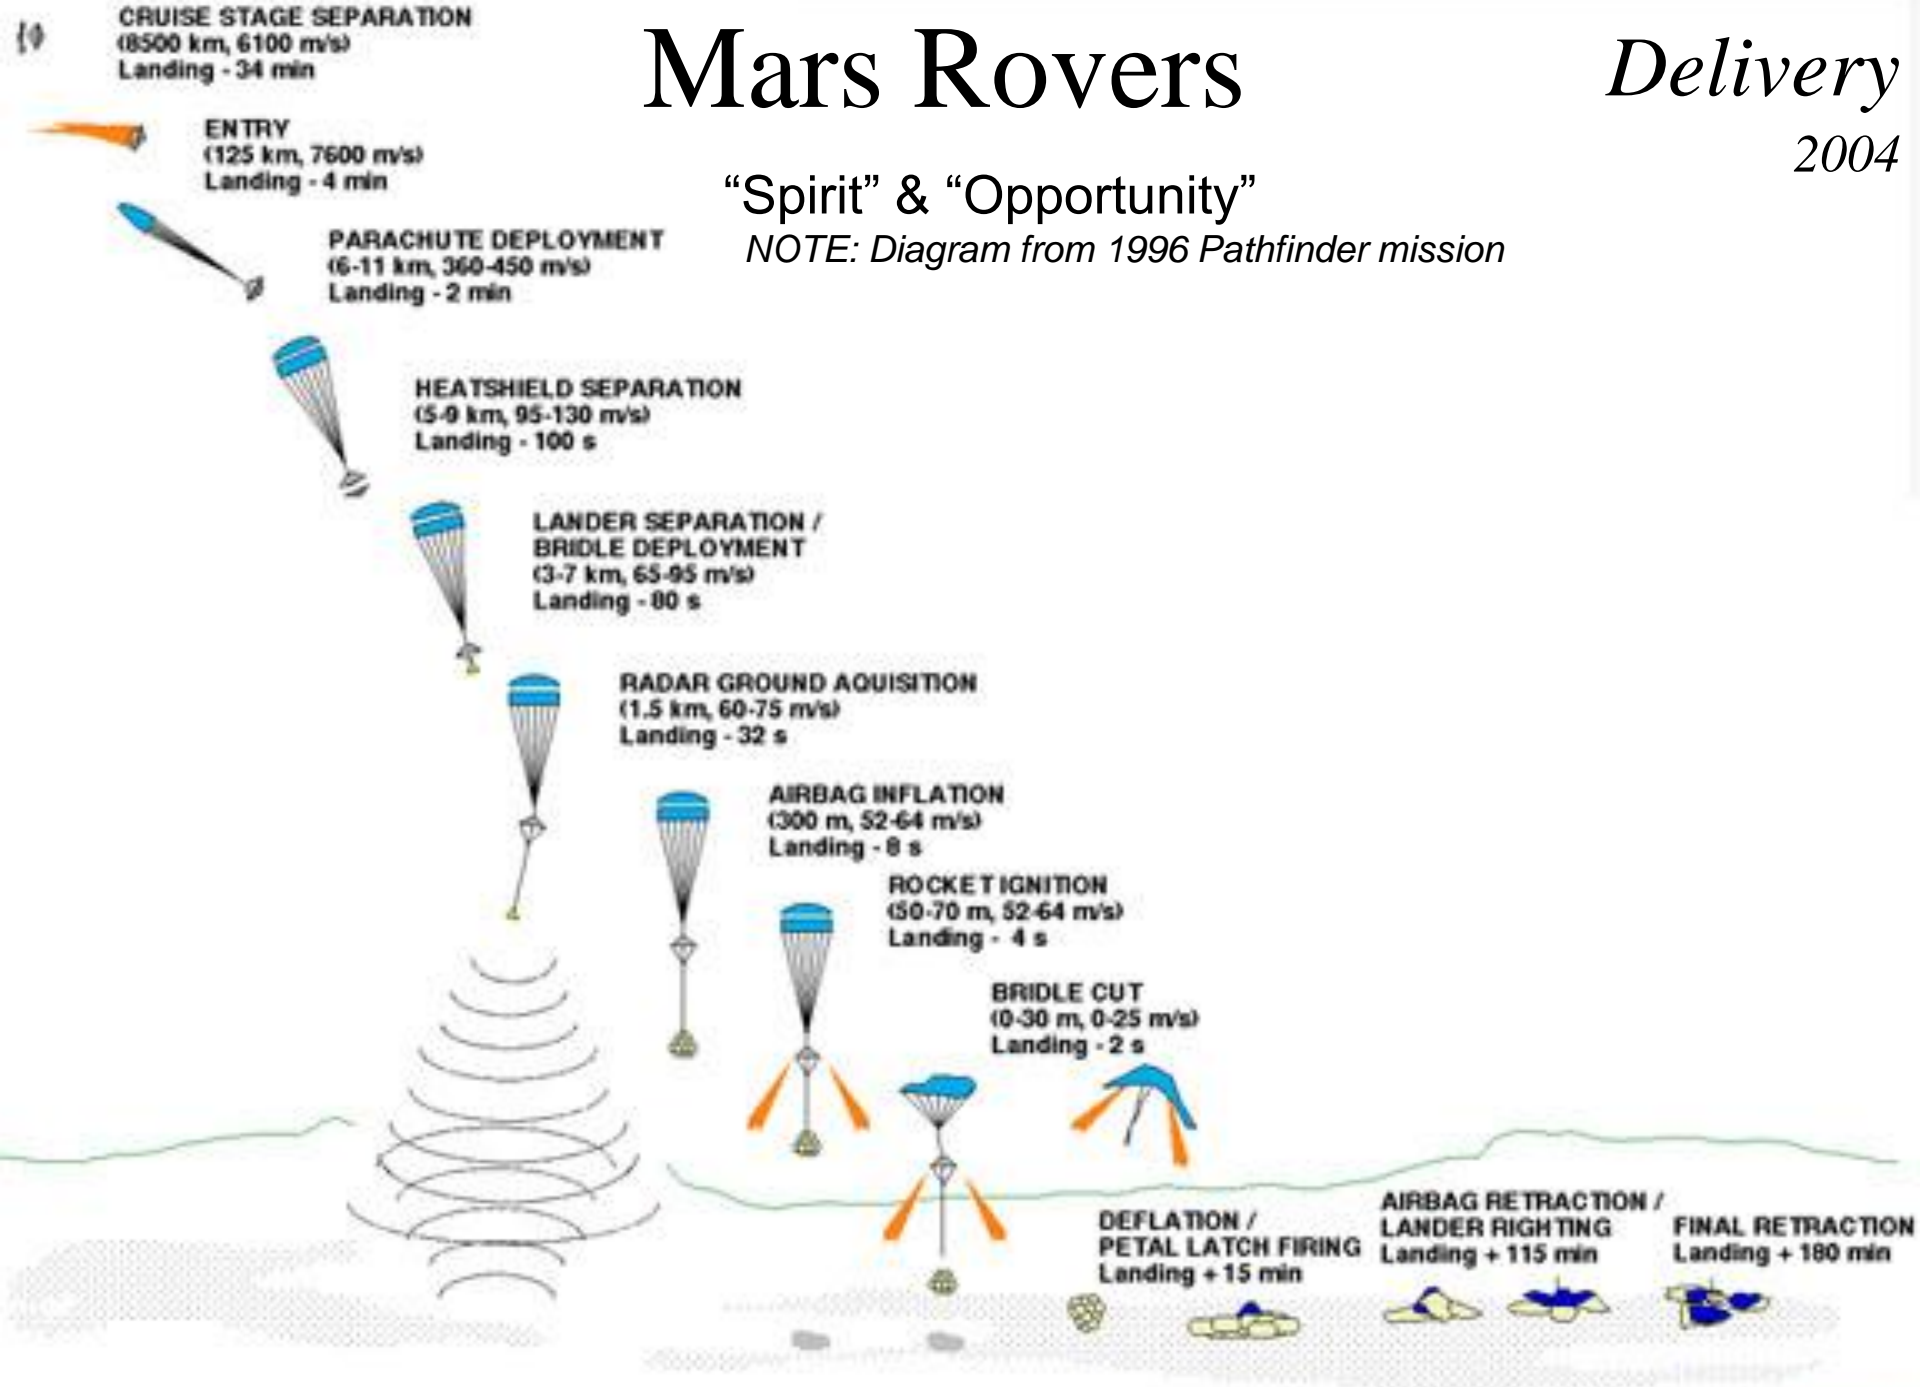 CRUISE STAGE SEPARATION
(8500 km, 6100 m/s)
Landing - 34 min
Mars Rovers
Delivery
2004
ENTRY
(125 km, 7600 m/s)
Landing - 4 min
“Spirit” & “Opportunity”
NOTE: Diagram from 1996 Pathfinder mission
PARACHUTE DEPLOYMENT
(6-11 km, 360-450 m/s)
Landing - 2 min
HEATSHIELD SEPARATION
(5-9 km, 95-130 m/s)
Landing - 100 s
LANDER SEPARATION /
BRIDLE DEPLOYMENT
(3-7 km, 65-95 m/s)
Landing - 80 s
RADAR GROUND AQUISITION
(1.5 km, 60-75 m/s)
Landing - 32 s
AIRBAG INFLATION
(300 m, 52-64 m/s)
Landing - 8 s
ROCKET IGNITION
(50-70 m, 52-64 m/s)
Landing - 4 s
BRIDLE CUT
(0-30 m, 0-25 m/s)
Landing - 2 s
DEFLATION /
PETAL LATCH FIRING
Landing + 15 min
AIRBAG RETRACTION /
LANDER RIGHTING
Landing + 115 min
FINAL RETRACTION
Landing + 180 min